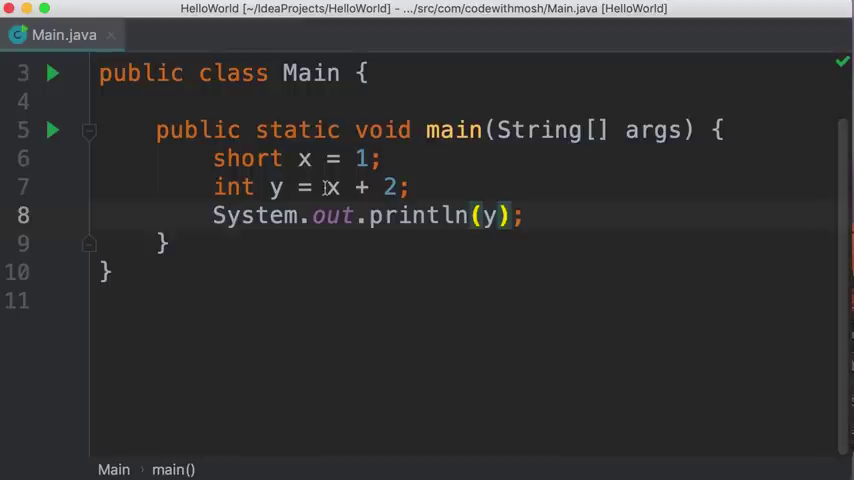 HelloWorld [~/IdeaProjects/HelloWorld] - .../src/com/codewithmosh/Main.java [HelloWorld]
Main.java
3 public class Main {
4
5 public static void main(String[] args) {
6 short x = 1;
7 int y = x + 2;
8 System.out.println(y);
9 }
10 }
11
Main › main()